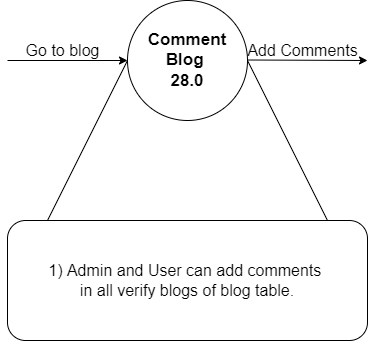 Go to blog
Comment
Blog
28.0
Add Comments
1) Admin and User can add comments
in all verify blogs of blog table.